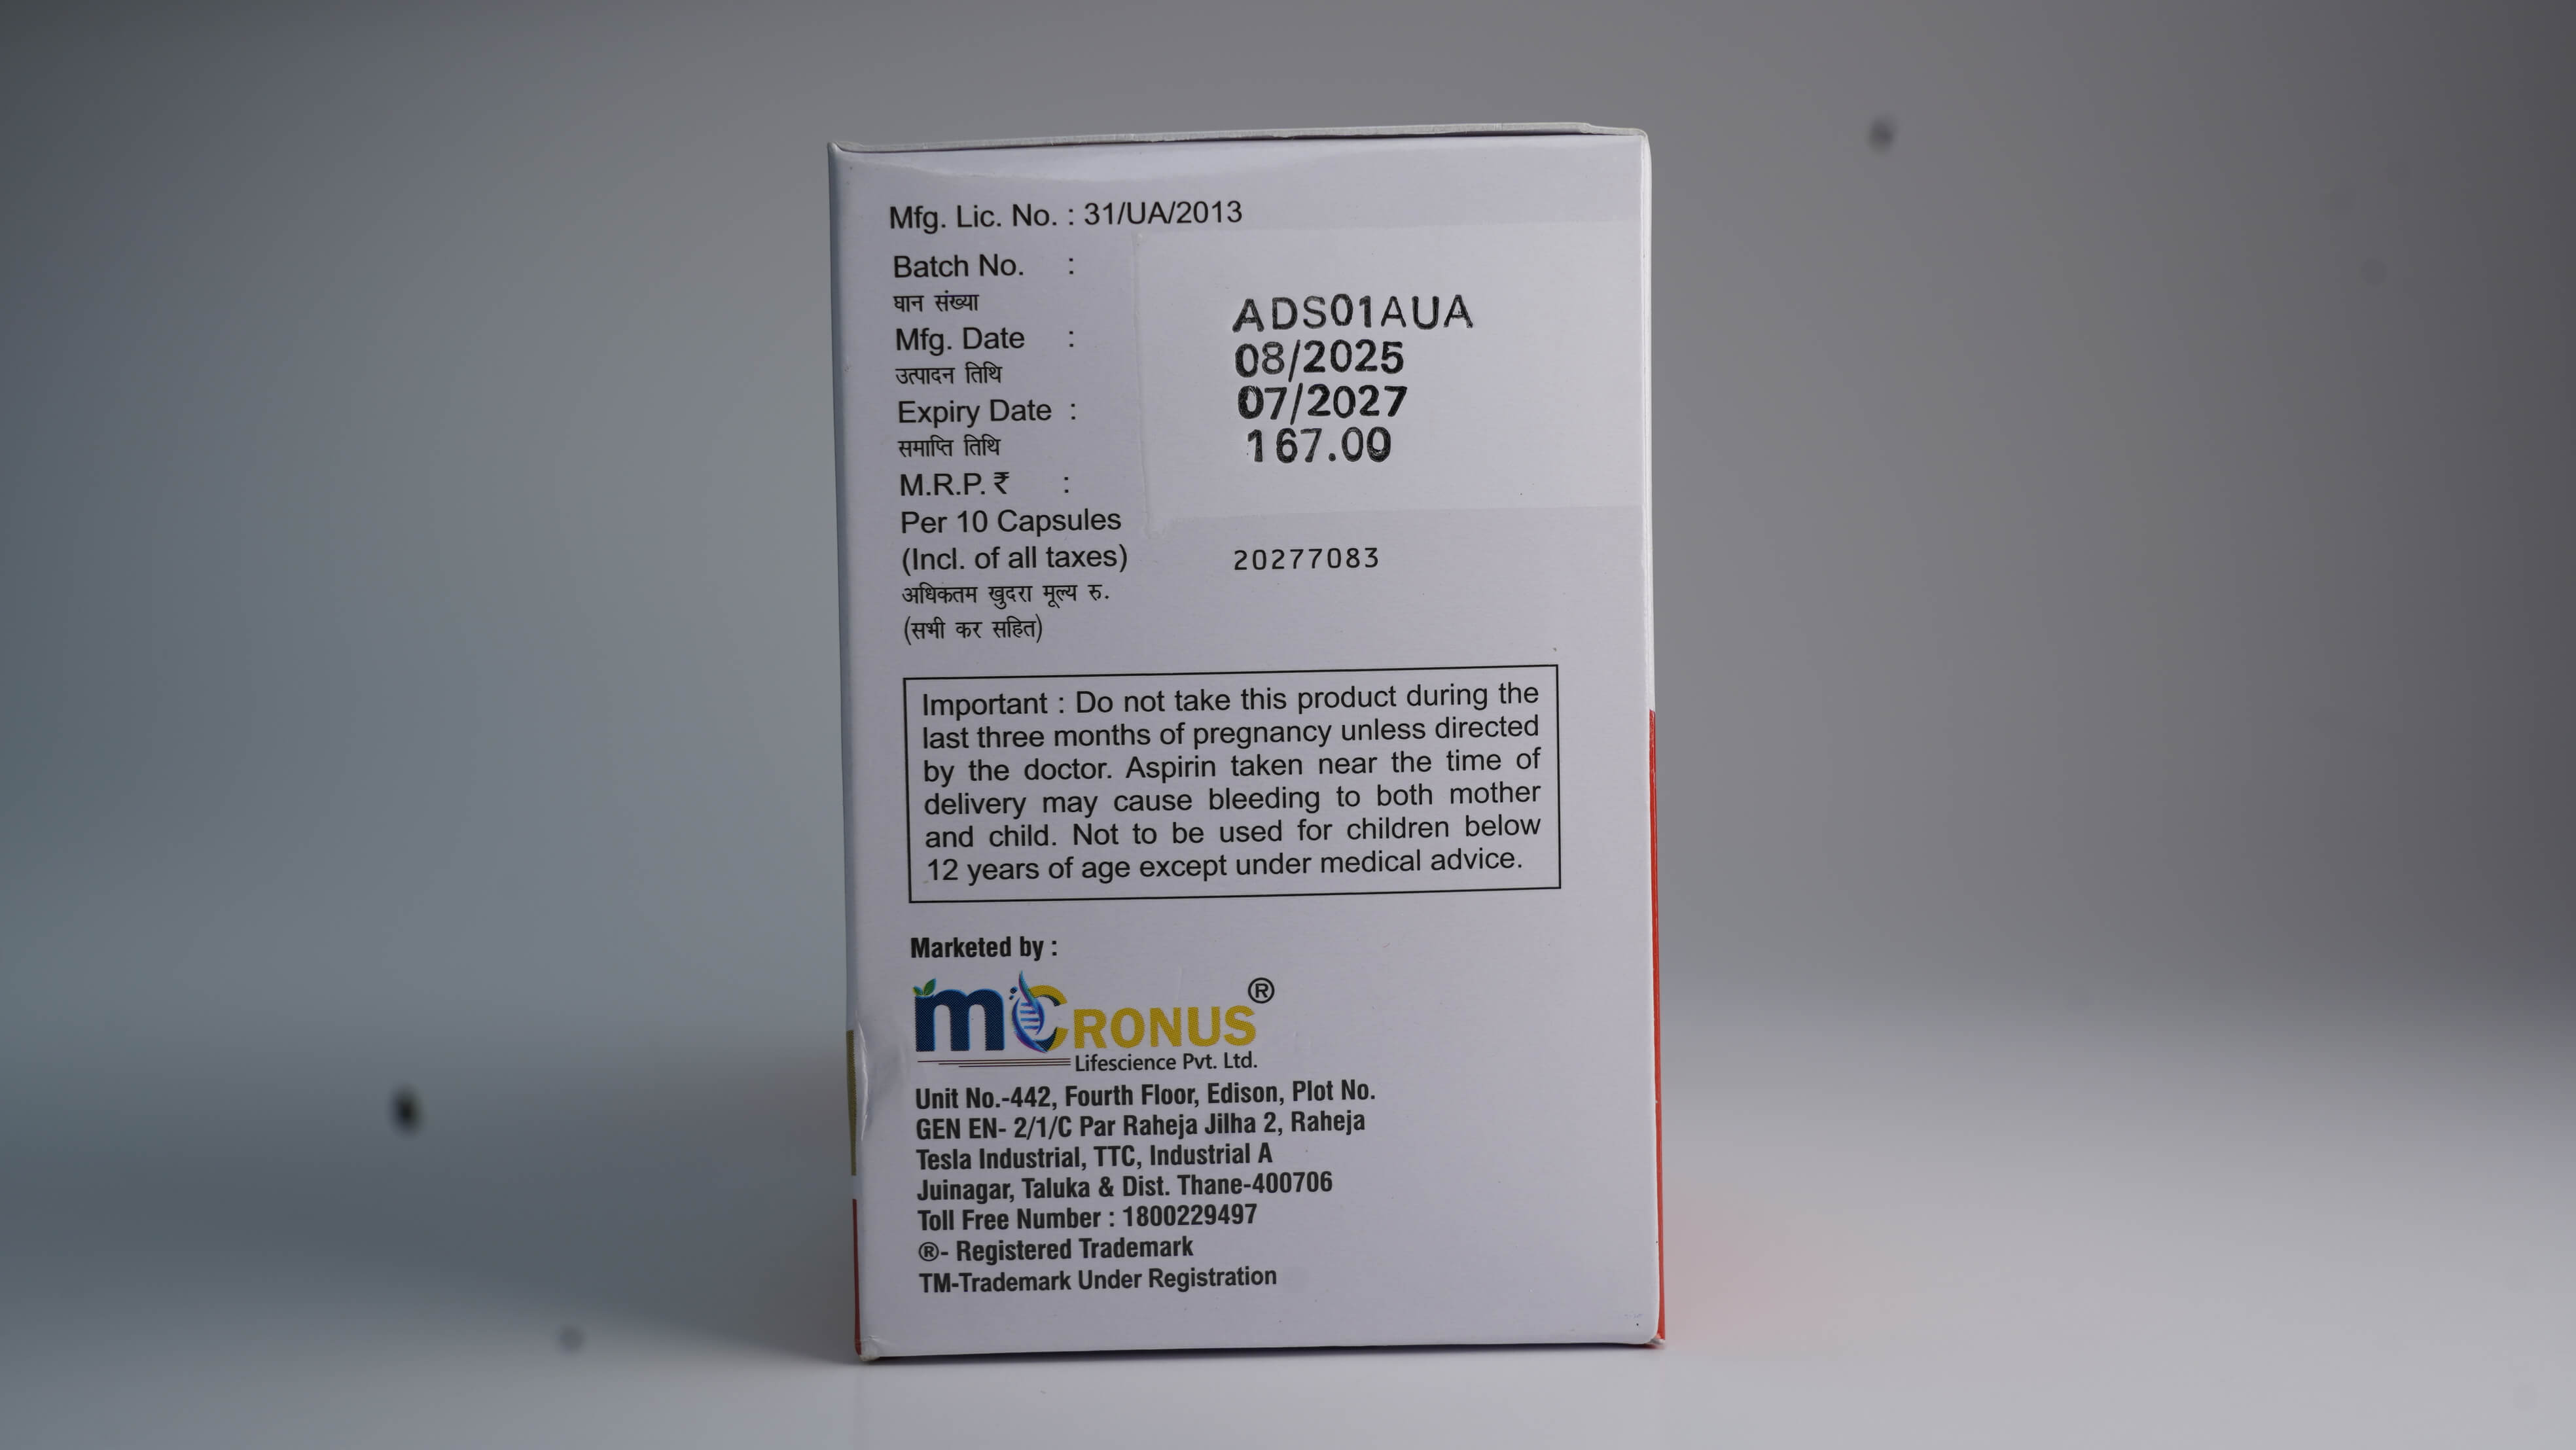 Mfg. Lic. No. : 31/UA/2013
Batch No. :
घान संख्या
ADS01AUA
Mfg. Date :
08/2025
उत्पादन तिथि
Expiry Date :
07/2027
समाप्ति तिथि
167.00
M.R.P. ₹ :
Per 10 Capsules
(Incl. of all taxes) 20277083
अधिकतम खुदरा मूल्य रु.
(सभी कर सहित)
Important : Do not take this product during the
last three months of pregnancy unless directed
by the doctor. Aspirin taken near the time of
delivery may cause bleeding to both mother
and child. Not to be used for children below
12 years of age except under medical advice.
Marketed by :
mCRONUS®
Lifescience Pvt. Ltd.
Unit No.-442, Fourth Floor, Edison, Plot No.
GEN EN- 2/1/C Par Raheja Jilha 2, Raheja
Tesla Industrial, TTC, Industrial A
Juinagar, Taluka & Dist. Thane-400706
Toll Free Number : 1800229497
®- Registered Trademark
TM-Trademark Under Registration